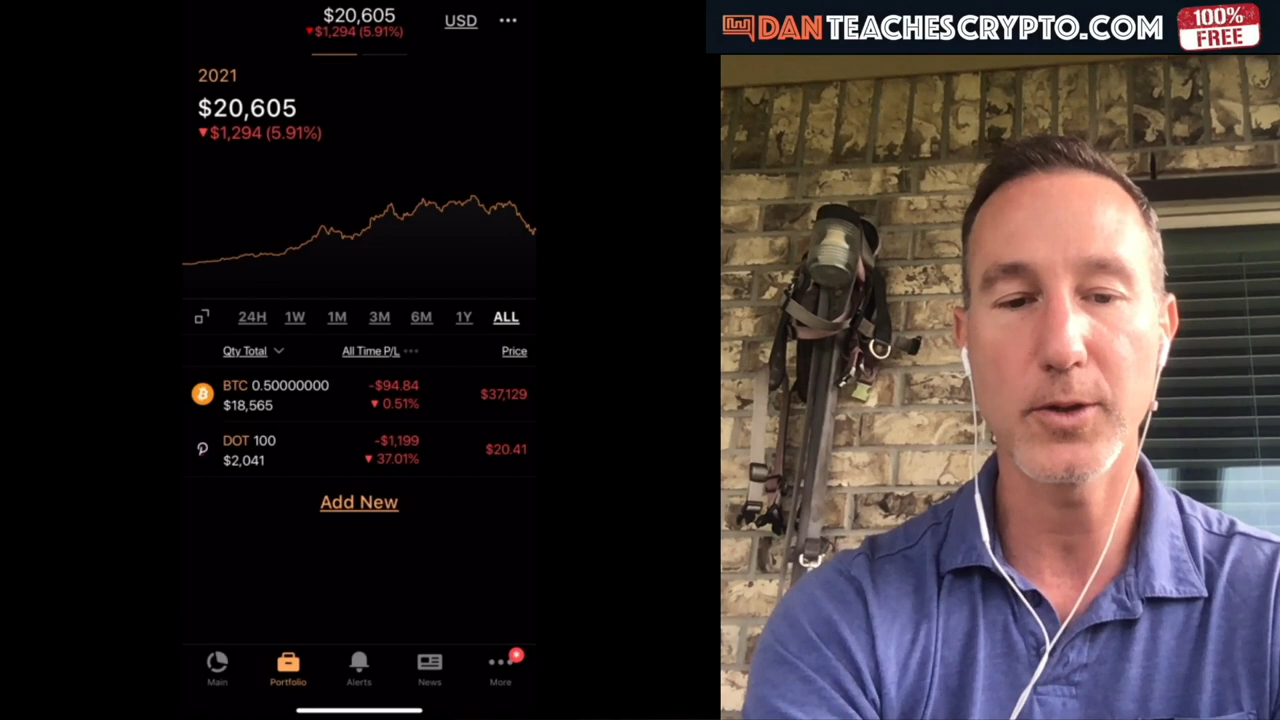 $20,605
▼$1,294 (5.91%)
USD
2021
$20,605
▼$1,294 (5.91%)
24H 1W 1M 3M 6M 1Y ALL
Qty Total All Time P/L Price
BTC 0.50000000 -$94.84
$18,565 ▼ 0.51% $37,129
DOT 100 -$1,199
$2,041 ▼ 37.01% $20.41
Add New
Main Portfolio Alerts News More
DAN TEACHESCRYPTO.COM
100%
FREE